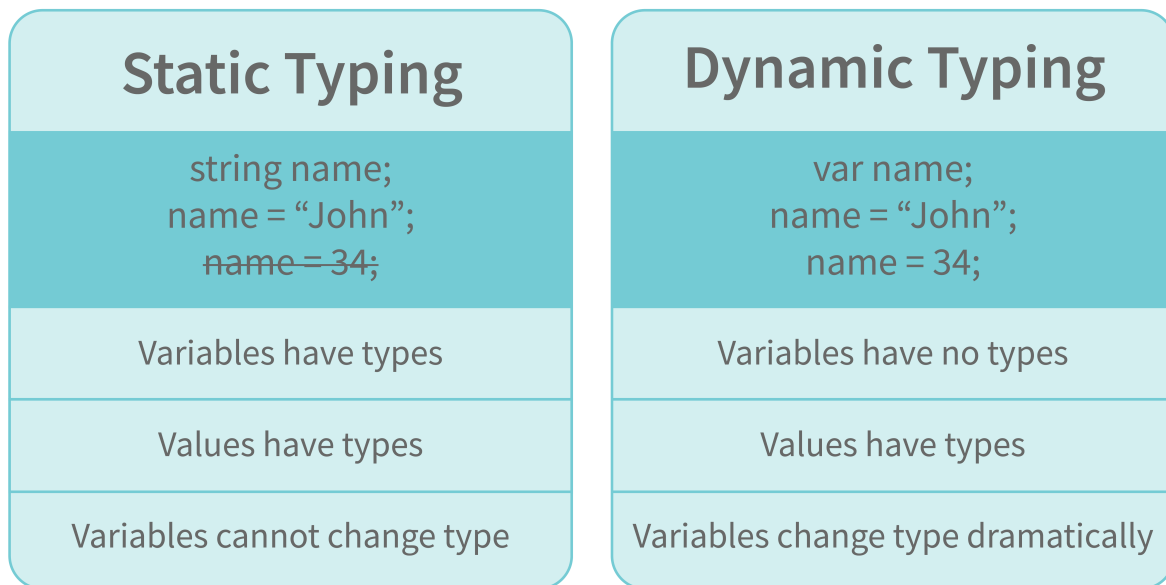 Static Typing
string name;
name = “John”;
name = 34;
Variables have types
Values have types
Variables cannot change type
Dynamic Typing
var name;
name = “John”;
name = 34;
Variables have no types
Values have types
Variables change type dramatically